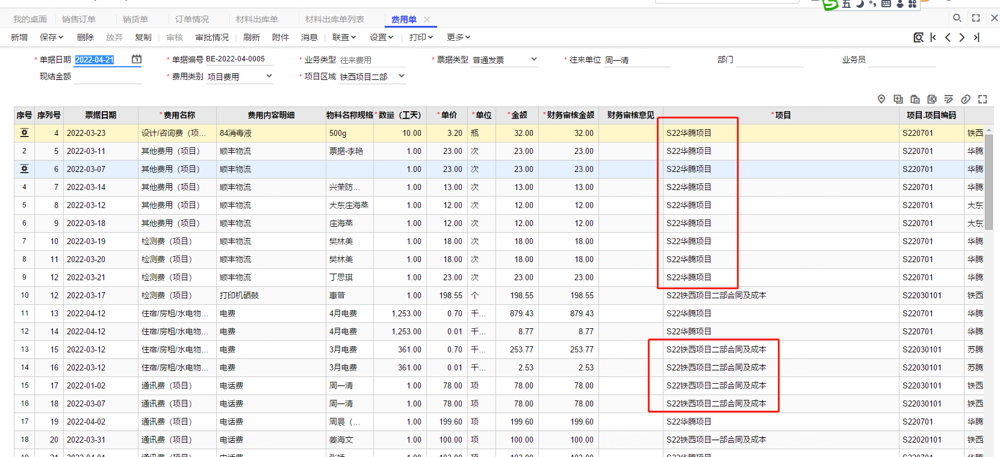 五
我的桌面 销售订单 销货单 订单情况 材料出库单 材料出库单列表 费用单
新增 保存 删除 放弃 复制 审核 审批情况 刷新 附件 消息 联查 设置 打印 更多
* 单据日期 2022-04-21 * 单据编号 BE-2022-04-0005 * 业务类型 往来费用 * 票据类型 普通发票 * 往来单位 周一清 部门 业务员
现结金额 * 费用类别 项目费用 * 项目区域 铁西项目二部
序号 序列号 票据日期 * 费用名称 费用内容明细 物料名称规格 * 数量（工天） * 单价 * 单位 * 金额 * 财务审核金额 财务审核意见 * 项目 项目.项目编码
4 2022-03-23 设计/咨询费（项... 84消毒液 500g 10.00 3.20 瓶 32.00 32.00 S22华腾项目 S220701 铁西
2 5 2022-03-11 其他费用（项目） 顺丰物流 票据-李艳 1.00 23.00 次 23.00 23.00 S22华腾项目 S220701 华腾
6 2022-03-07 其他费用（项目） 顺丰物流 1.00 23.00 次 23.00 23.00 S22华腾项目 S220701 华腾
4 7 2022-03-14 其他费用（项目） 顺丰物流 兴荣防... 1.00 13.00 次 13.00 13.00 S22华腾项目 S220701 华腾
5 8 2022-03-12 其他费用（项目） 顺丰物流 大东庄海燕 1.00 12.00 次 12.00 12.00 S22华腾项目 S220701 大东
6 9 2022-03-18 其他费用（项目） 顺丰物流 庄海燕 1.00 12.00 次 12.00 12.00 S22华腾项目 S220701 大东
7 10 2022-03-19 检测费（项目） 顺丰物流 樊林美 1.00 18.00 次 18.00 18.00 S22华腾项目 S220701 华腾
8 11 2022-03-20 检测费（项目） 顺丰物流 樊林美 1.00 18.00 次 18.00 18.00 S22华腾项目 S220701 华腾
9 12 2022-03-21 检测费（项目） 顺丰物流 丁思琪 1.00 23.00 次 23.00 23.00 S22华腾项目 S220701 华腾
10 12 2022-03-17 检测费（项目） 打印机硒鼓 惠普 1.00 198.55 个 198.55 198.55 S22铁西项目二部合同及成本 S22030101 铁西
11 13 2022-04-12 住宿/房租/水电物... 电费 4月电费 1,253.00 0.70 千... 879.43 879.43 S22华腾项目 S220701 华腾
12 14 2022-04-12 住宿/房租/水电物... 电费 4月电费 1,253.00 0.01 千... 8.77 8.77 S22华腾项目 S220701 华腾
13 15 2022-03-12 住宿/房租/水电物... 电费 3月电费 361.00 0.70 千... 253.77 253.77 S22铁西项目二部合同及成本 S22030101 苏腾
14 16 2022-03-12 住宿/房租/水电物... 电费 3月电费 361.00 0.01 千... 2.53 2.53 S22铁西项目二部合同及成本 S22030101 苏腾
15 17 2022-01-02 通讯费（项目） 电话费 周一清 1.00 78.00 项 78.00 78.00 S22铁西项目二部合同及成本 S22030101 铁西
16 18 2022-03-07 通讯费（项目） 电话费 周一清 1.00 78.00 项 78.00 78.00 S22铁西项目二部合同及成本 S22030101 铁西
17 19 2022-04-02 通讯费（项目） 电话费 周晨（... 1.00 199.60 项 199.60 199.60 S22华腾项目 S220701 华腾
18 20 2022-03-31 通讯费（项目） 电话费 姜海文 1.00 100.00 项 100.00 100.00 S22铁西项目一部合同及成本 S22020101 铁西